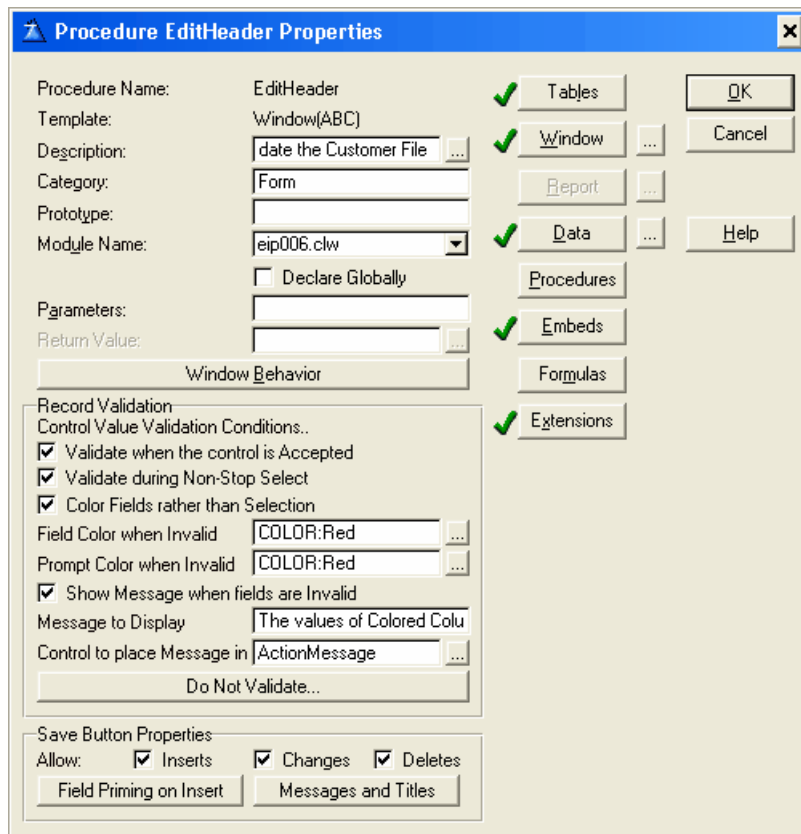 Procedure EditHeader Properties
Procedure Name: EditHeader
Template: Window(ABC)
Description: date the Customer File ...
Category: Form
Prototype:
Module Name: eip006.clw
Declare Globally
Parameters:
Return Value: ...
Window Behavior
Record Validation
Control Value Validation Conditions..
Validate when the control is Accepted
Validate during Non-Stop Select
Color Fields rather than Selection
Field Color when Invalid COLOR:Red ...
Prompt Color when Invalid COLOR:Red ...
Show Message when fields are Invalid
Message to Display The values of Colored Colu
Control to place Message in ActionMessage ...
Do Not Validate...
Save Button Properties
Allow: Inserts Changes Deletes
Field Priming on Insert Messages and Titles
Tables
Window ...
Report ...
Data ...
Procedures
Embeds
Formulas
Extensions
OK
Cancel
Help